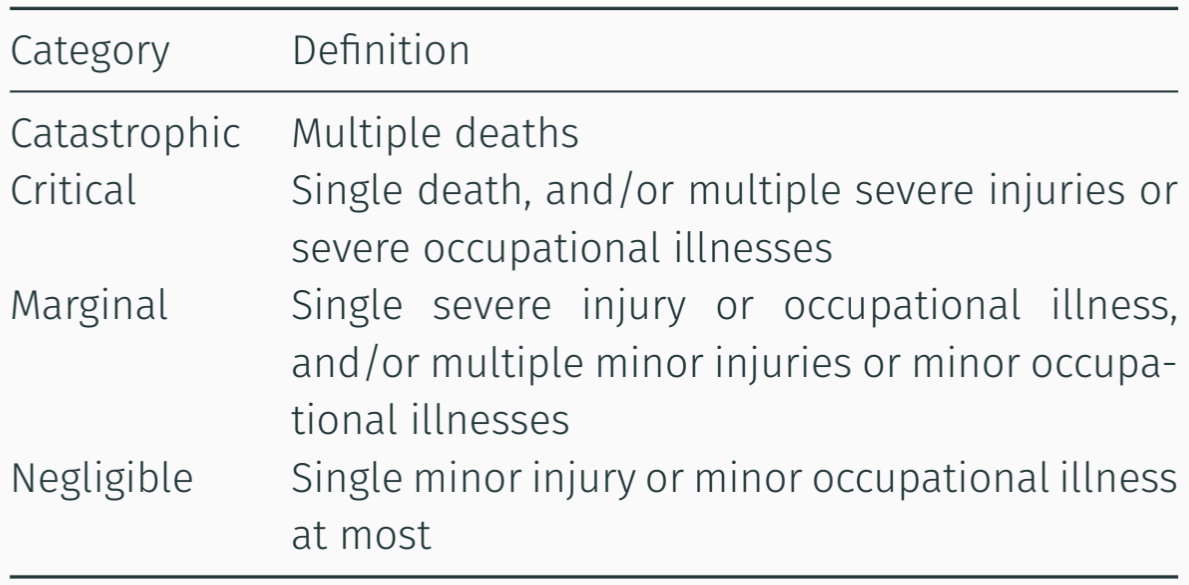 Category Definition
Catastrophic Multiple deaths
Critical Single death, and/or multiple severe injuries or
severe occupational illnesses
Marginal Single severe injury or occupational illness,
and/or multiple minor injuries or minor occupa-
tional illnesses
Negligible Single minor injury or minor occupational illness
at most